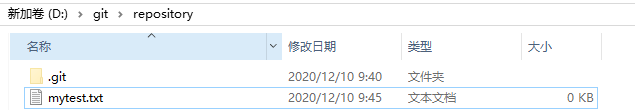 新加卷 (D:) › git › repository
名称 修改日期 类型 大小
.git 2020/12/10 9:40 文件夹
mytest.txt 2020/12/10 9:45 文本文档 0 KB